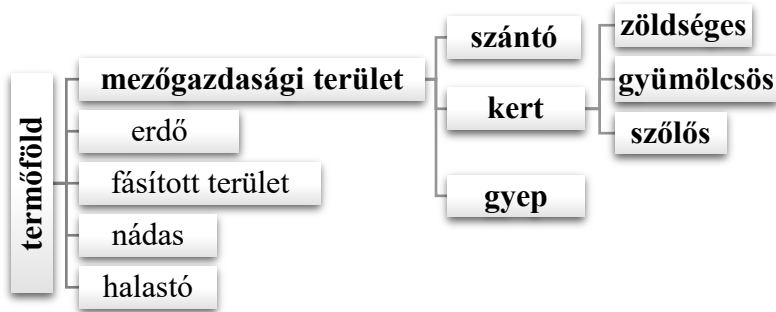 termőföld
mezőgazdasági terület
erdő
fásított terület
nádas
halastó
szántó
kert
gyep
zöldséges
gyümölcsös
szőlős